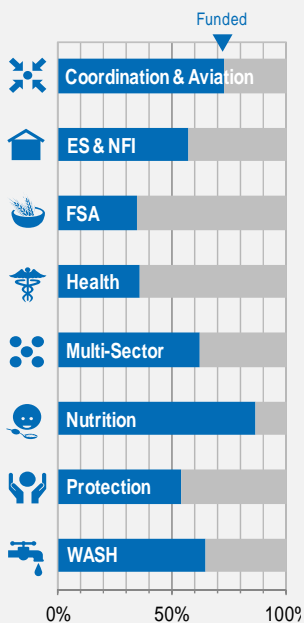 Funded
Coordination & Aviation
ES & NFI
FSA
Health
Multi-Sector
Nutrition
Protection
WASH
0% 50% 100%